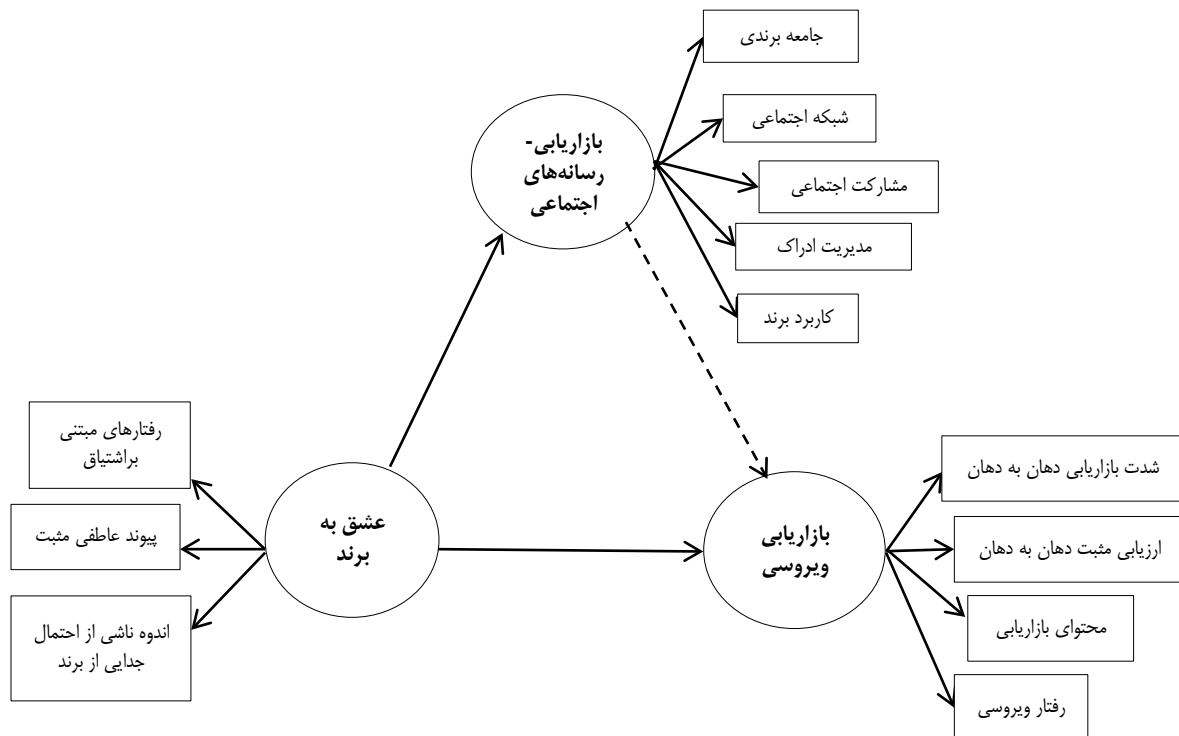 جامعه برندی
شبکه اجتماعی
مشارکت اجتماعی
مدیریت ادراک
کاربرد برند
بازاریابی-
رسانه‌های
اجتماعی
رفتارهای مبتنی
براشتیاق
پیوند عاطفی مثبت
اندوه ناشی از احتمال
جدایی از برند
عشق به
برند
بازاریابی
ویروسی
شدت بازاریابی دهان به دهان
ارزیابی مثبت دهان به دهان
محتوای بازاریابی
رفتار ویروسی